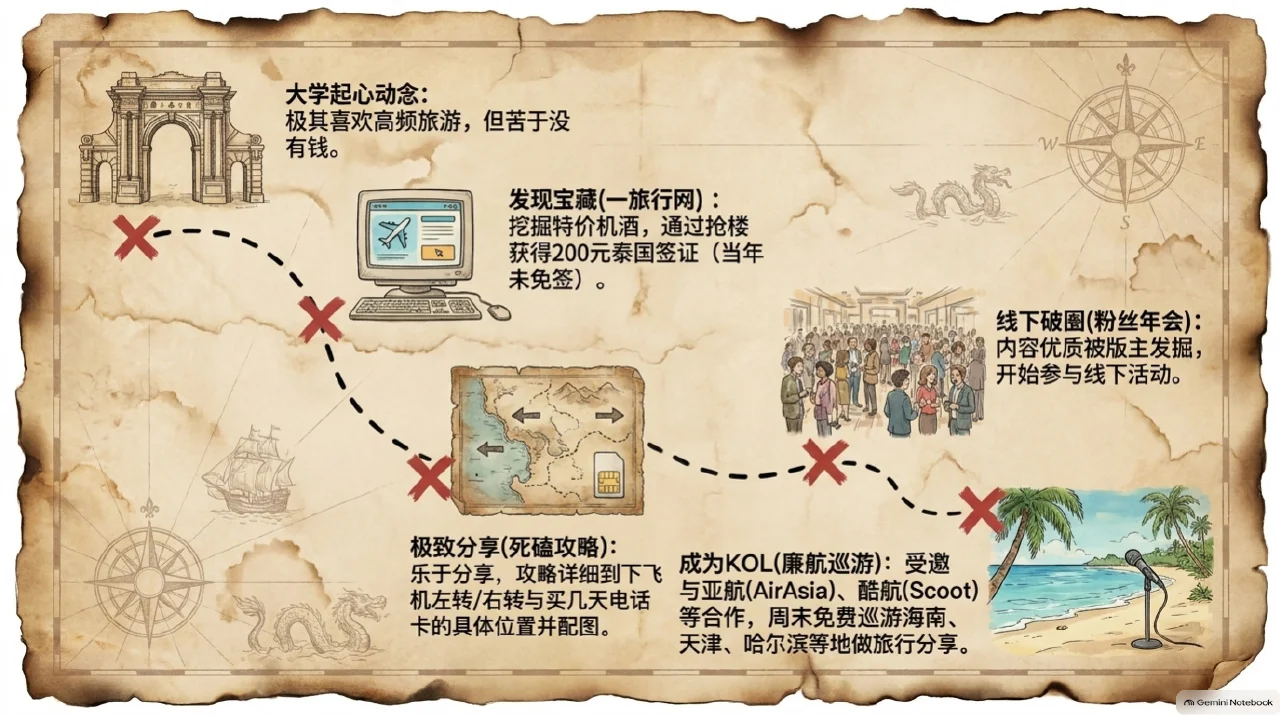 大学起心动念：
极其喜欢高频旅游，但苦于没
有钱。
发现宝藏(一旅行网)：
挖掘特价机酒，通过抢楼
获得200元泰国签证（当年
未免签）。
线下破圈(粉丝年会)：
内容优质被版主发掘，
开始参与线下活动。
极致分享(死磕攻略)：
乐于分享，攻略详细到下飞
机左转/右转与买几天电话
卡的具体位置并配图。
成为KOL(廉航巡游)：受邀
与亚航(AirAsia)、酷航(Scoot)
等合作，周末免费巡游海南、
天津、哈尔滨等地做旅行分享。
W
E
S
Gemini Notebook